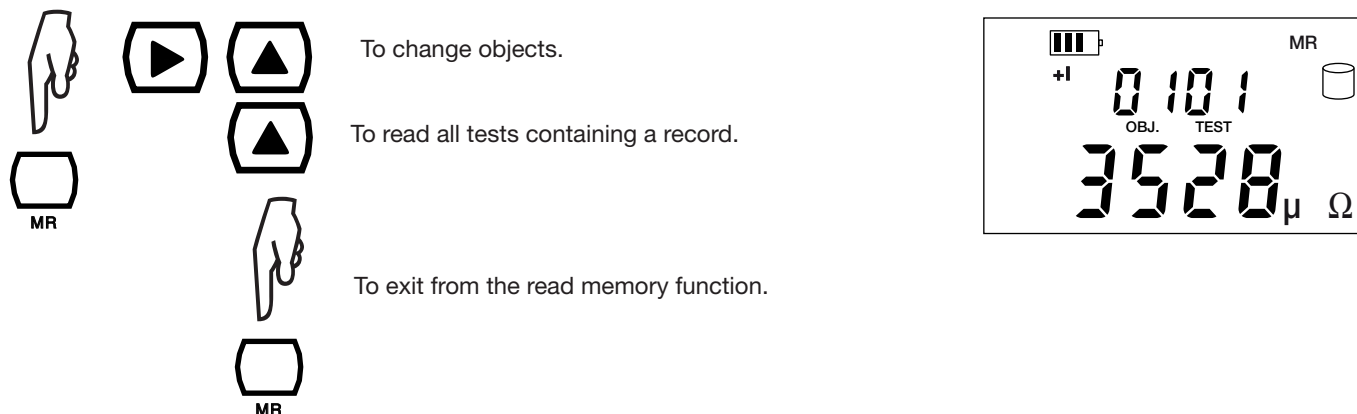 To change objects.
To read all tests containing a record.
MR
To exit from the read memory function.
MR
MR
+I
0101
OBJ. TEST
3528 µ Ω